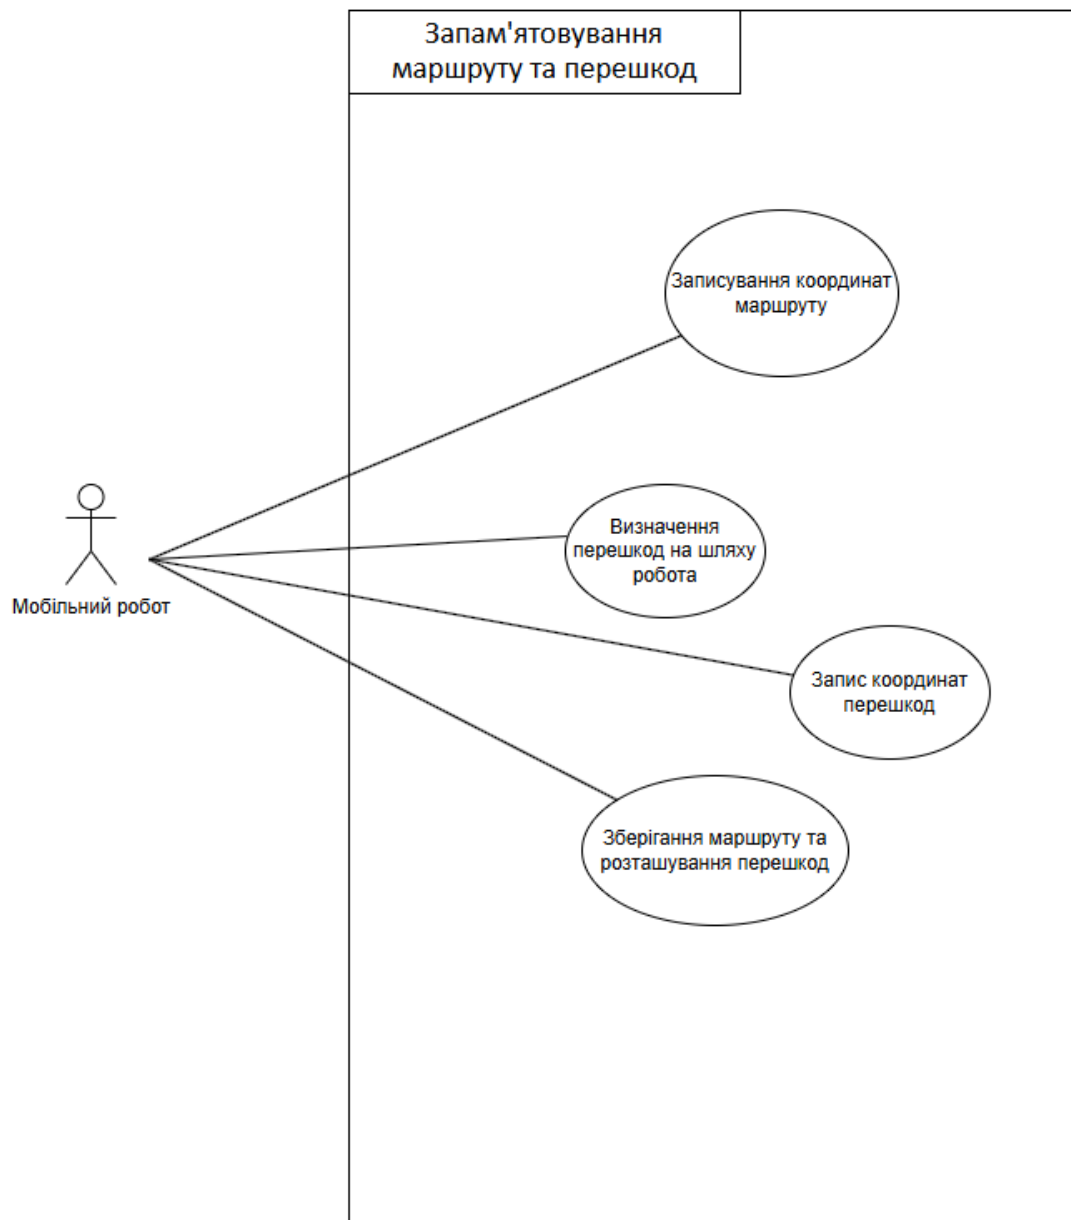 Запам'ятовування
маршруту та перешкод
Записування координат
маршруту
Визначення
перешкод на шляху
робота
Мобільний робот
Запис координат
перешкод
Зберігання маршруту та
розташування перешкод